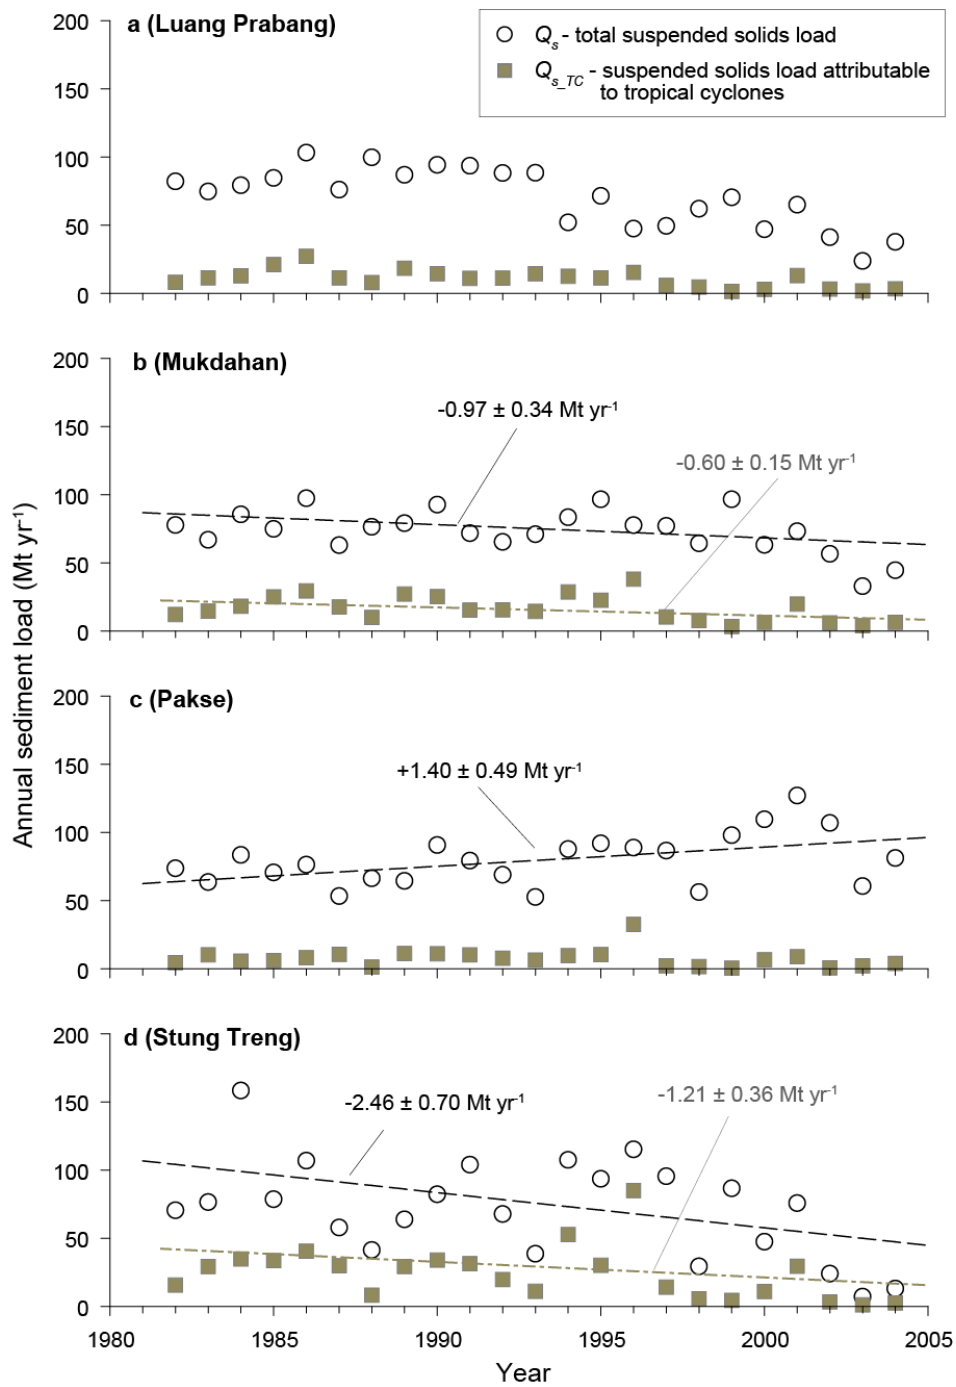 a (Luang Prabang)
Qs - total suspended solids load
Qs_TC - suspended solids load attributable
to tropical cyclones
200
150
100
50
0
b (Mukdahan)
-0.97 ± 0.34 Mt yr-1
-0.60 ± 0.15 Mt yr-1
200
150
100
50
0
Annual sediment load (Mt yr-1)
c (Pakse)
+1.40 ± 0.49 Mt yr-1
200
150
100
50
0
d (Stung Treng)
-2.46 ± 0.70 Mt yr-1
-1.21 ± 0.36 Mt yr-1
200
150
100
50
0
1980 1985 1990 1995 2000 2005
Year